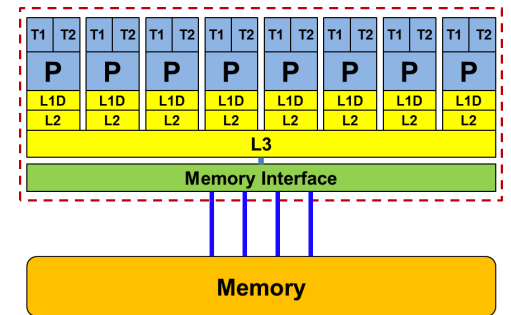 T1 T2 T1 T2 T1 T2 T1 T2 T1 T2 T1 T2 T1 T2 T1 T2
P P P P P P P P
L1D L1D L1D L1D L1D L1D L1D L1D
L2 L2 L2 L2 L2 L2 L2 L2
L3
Memory Interface
Memory